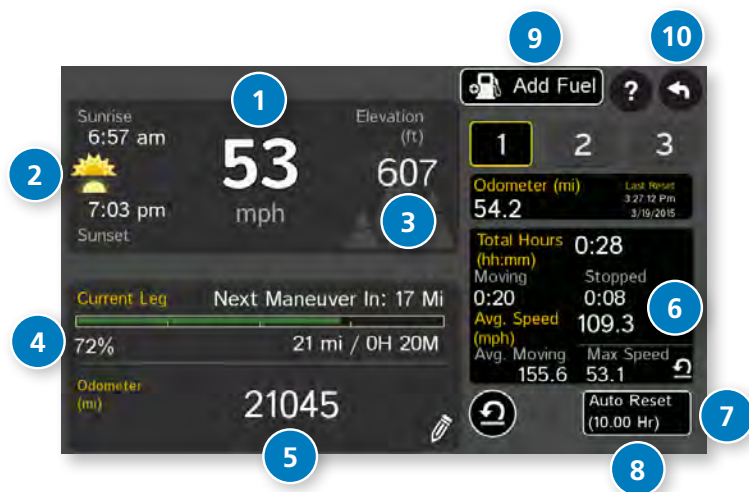 9
10
Add Fuel
?
1
Sunrise
6:57 am
53
mph
Elevation
(ft)
607
2
7:03 pm
Sunset
3
1
2
3
Odometer (mi)
54.2
Last Reset
3:27:12 Pm
3/19/2015
Total Hours
(hh:mm)
0:28
Moving
0:20
Stopped
0:08
6
Avg. Speed
(mph)
109.3
Avg. Moving
155.6
Max Speed
53.1
Current Leg
Next Maneuver In: 17 Mi
4
72%
21 mi / 0H 20M
Odometer
(mi)
21045
5
Auto Reset
(10.00 Hr)
7
8